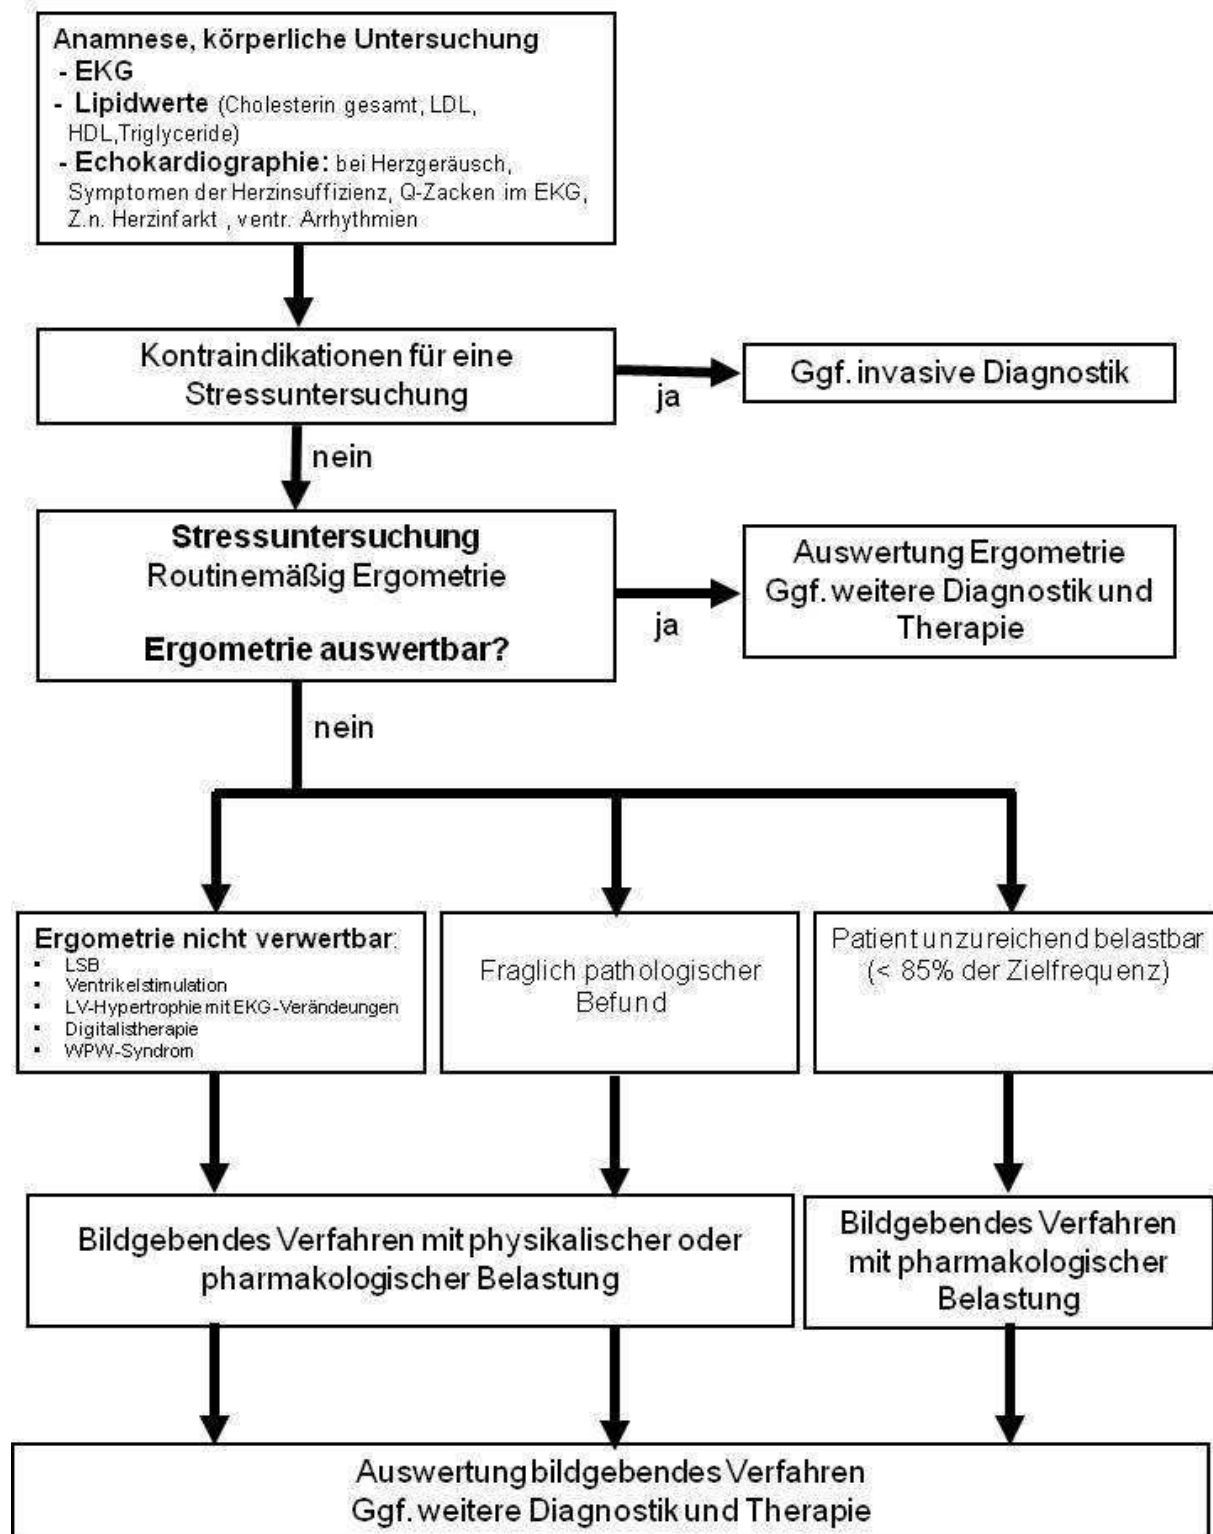 Anamnese, körperliche Untersuchung
- EKG
- Lipidwerte (Cholesterin gesamt, LDL,
HDL,Triglyceride)
- Echokardiographie: bei Herzgeräusch,
Symptomen der Herzinsuffizienz, Q-Zacken im EKG,
Z.n. Herzinfarkt , ventr. Arrhythmien
Kontraindikationen für eine
Stressuntersuchung
ja
Ggf. invasive Diagnostik
nein
Stressuntersuchung
Routinemäßig Ergometrie
Ergometrie auswertbar?
ja
Auswertung Ergometrie
Ggf. weitere Diagnostik und
Therapie
nein
Ergometrie nicht verwertbar:
▪ LSB
▪ Ventrikelstimulation
▪ LV-Hypertrophie mit EKG-Verändeungen
▪ Digitalistherapie
▪ WPW-Syndrom
Fraglich pathologischer
Befund
Patient unzureichend belastbar
(< 85% der Zielfrequenz)
Bildgebendes Verfahren mit physikalischer oder
pharmakologischer Belastung
Bildgebendes Verfahren
mit pharmakologischer
Belastung
Auswertung bildgebendes Verfahren
Ggf. weitere Diagnostik und Therapie